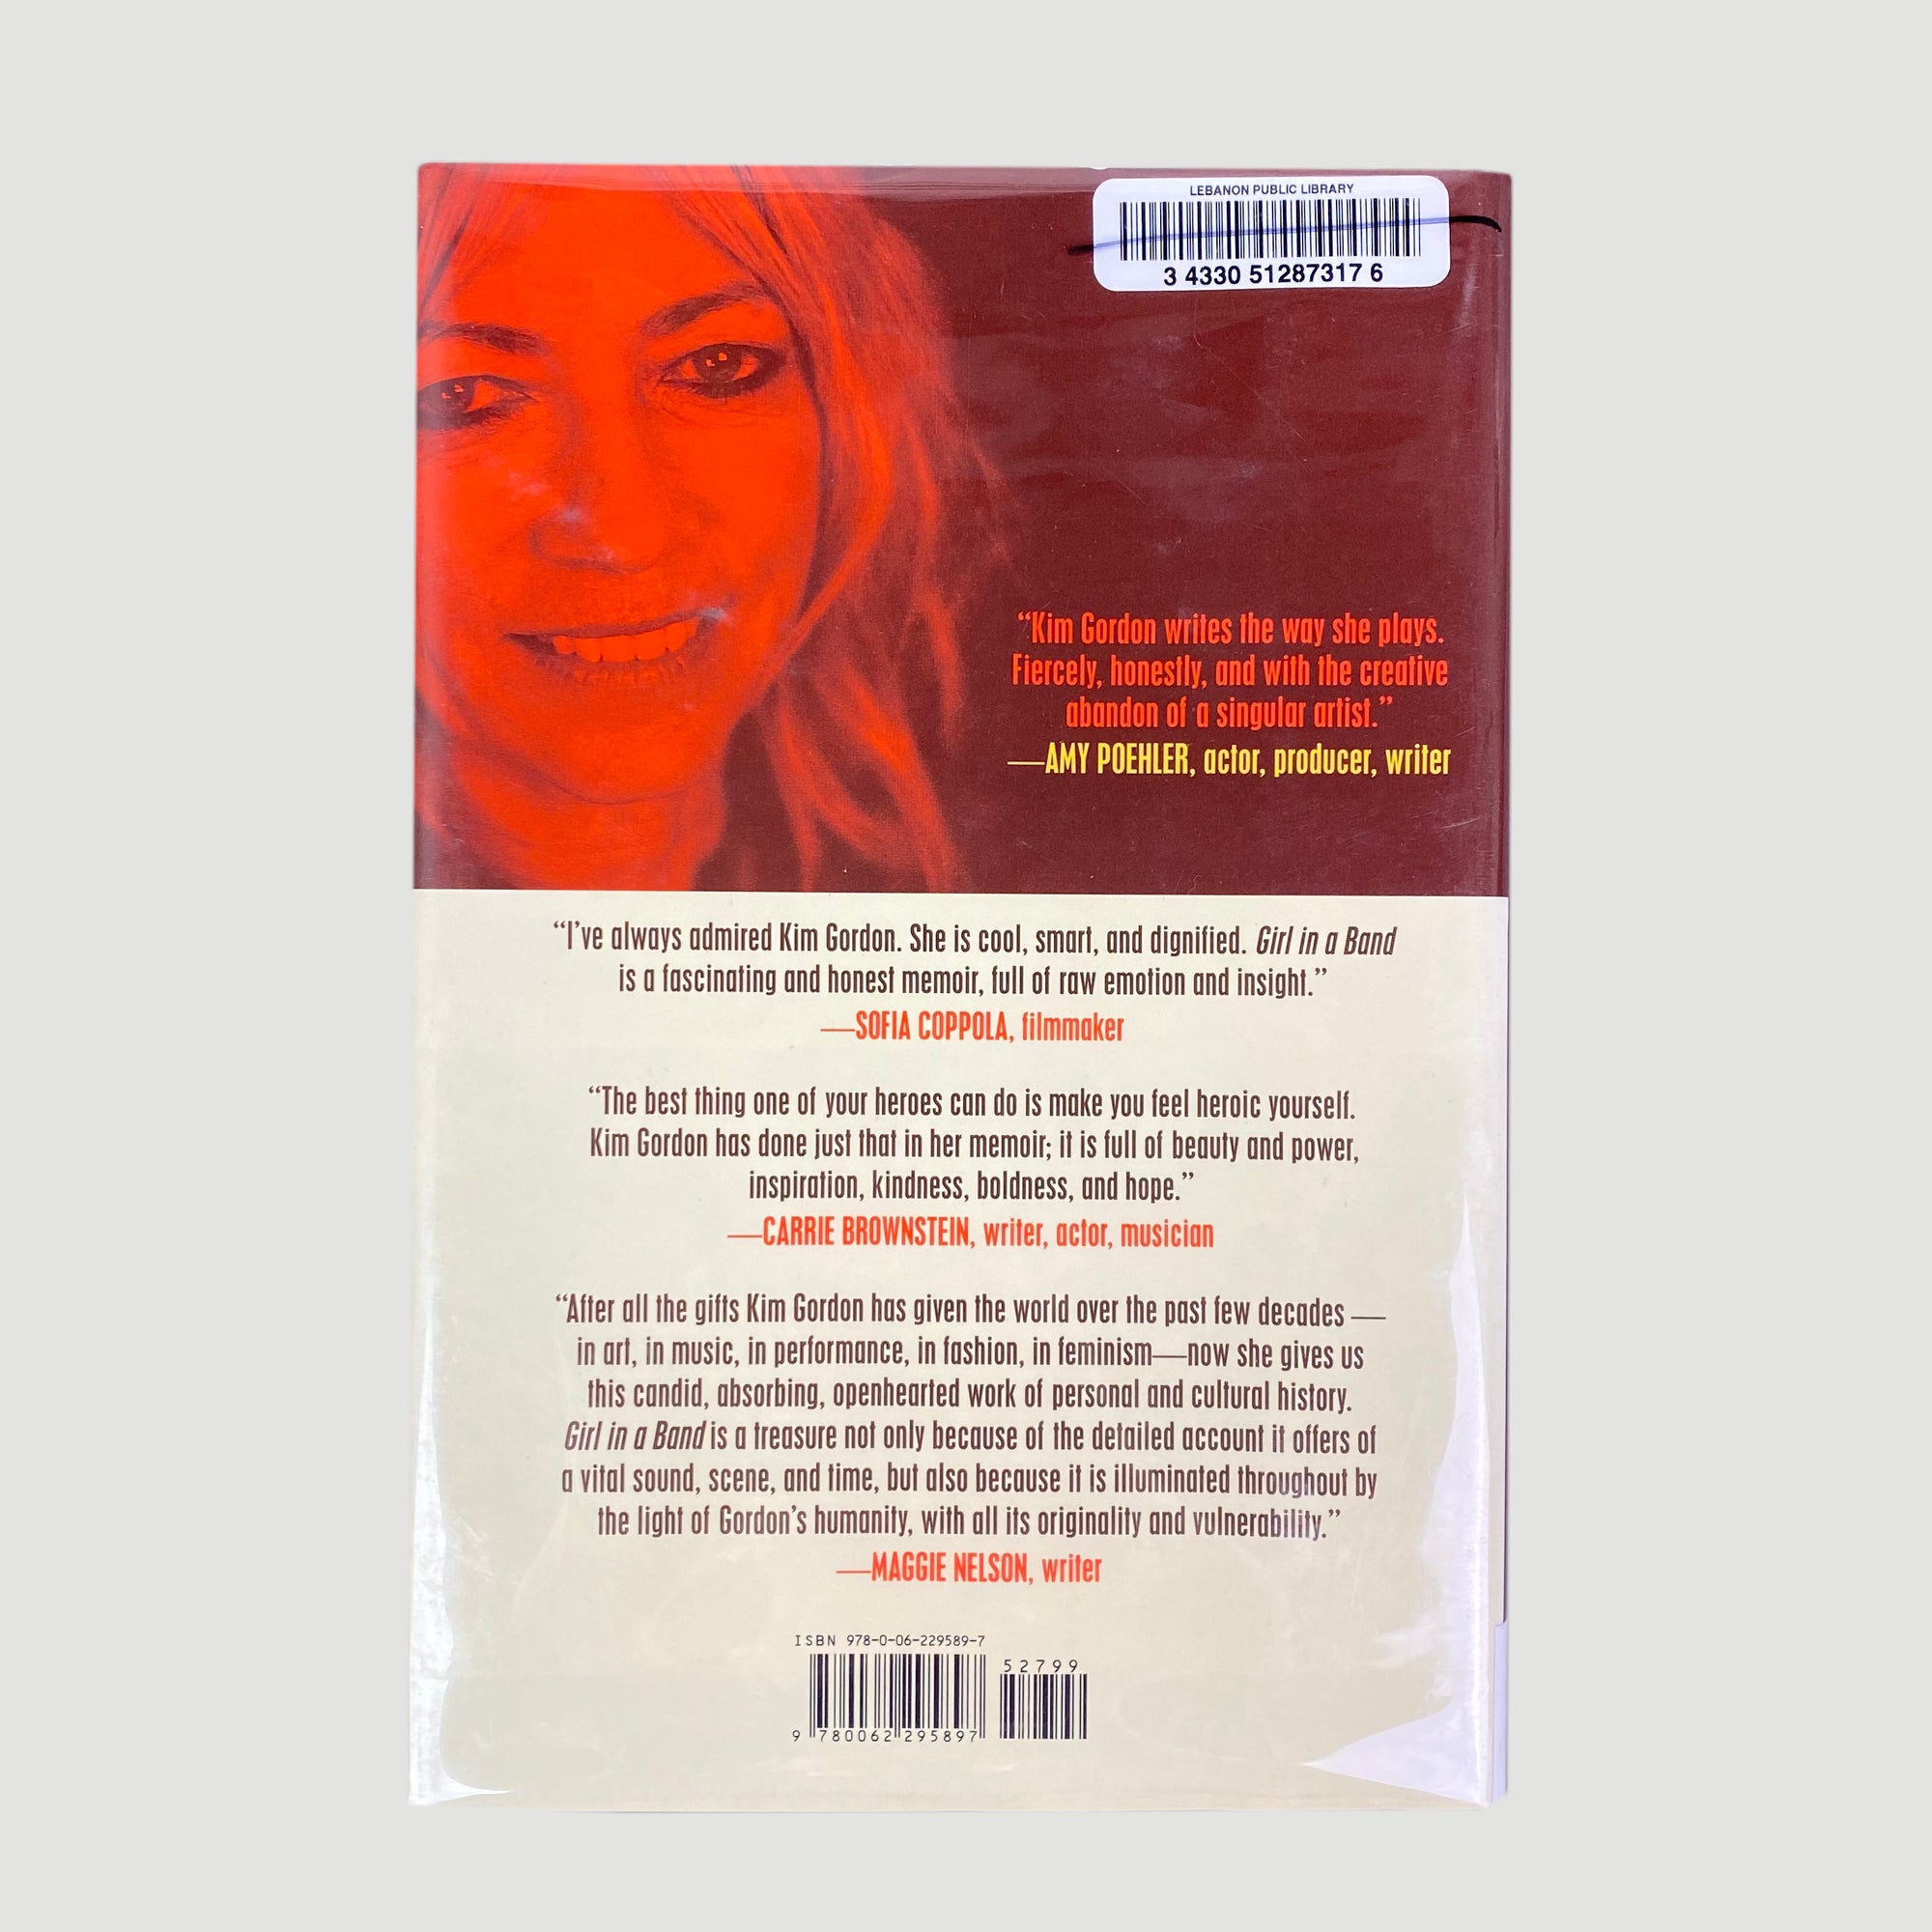 LEBANON PUBLIC LIBRARY
3 4330 51287317 6
“Kim Gordon writes the way she plays.
Fiercely, honestly, and with the creative
abandon of a singular artist.”
—AMY POEHLER, actor, producer, writer
“I’ve always admired Kim Gordon. She is cool, smart, and dignified. Girl in a Band
is a fascinating and honest memoir, full of raw emotion and insight.”
—SOFIA COPPOLA, filmmaker
“The best thing one of your heroes can do is make you feel heroic yourself.
Kim Gordon has done just that in her memoir; it is full of beauty and power,
inspiration, kindness, boldness, and hope.”
—CARRIE BROWNSTEIN, writer, actor, musician
“After all the gifts Kim Gordon has given the world over the past few decades —
in art, in music, in performance, in fashion, in feminism—now she gives us
this candid, absorbing, openhearted work of personal and cultural history.
Girl in a Band is a treasure not only because of the detailed account it offers of
a vital sound, scene, and time, but also because it is illuminated throughout by
the light of Gordon’s humanity, with all its originality and vulnerability.”
—MAGGIE NELSON, writer
ISBN 978-0-06-229589-7
52799
9 780062 295897